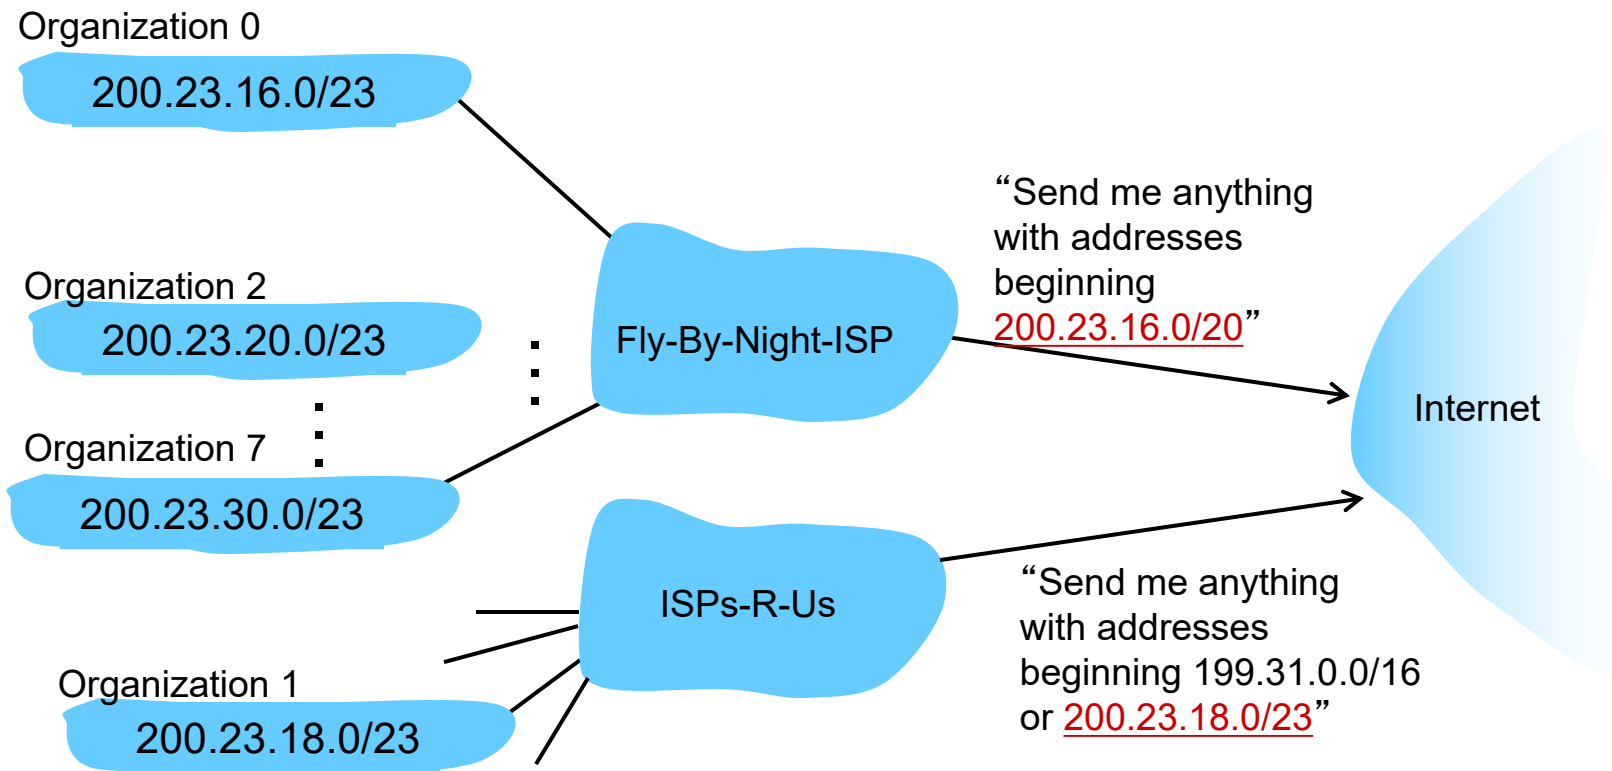 Organization 0
200.23.16.0/23
Organization 2
200.23.20.0/23
Organization 7
200.23.30.0/23
Fly-By-Night-ISP
“Send me anything
with addresses
beginning
200.23.16.0/20”
Internet
ISPs-R-Us
“Send me anything
with addresses
beginning 199.31.0.0/16
or 200.23.18.0/23”
Organization 1
200.23.18.0/23